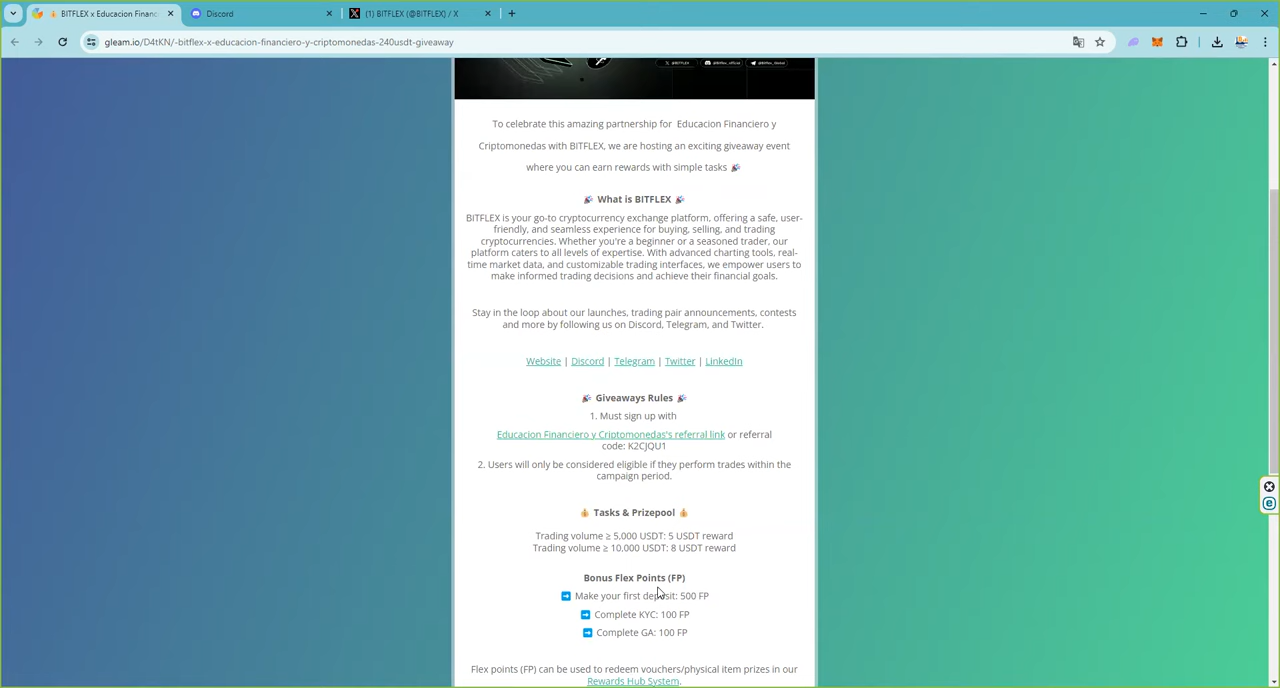 BITFLEX x Educacion Financ
Discord
(1) BITFLEX (@BITFLEX) / X
gleam.io/D4tKN/-bitflex-x-educacion-financiero-y-criptomonedas-240usdt-giveaway
@BITFLEX @Bitflex_official @Bitflex_Global
To celebrate this amazing partnership for Educacion Financiero y
Criptomonedas with BITFLEX, we are hosting an exciting giveaway event
where you can earn rewards with simple tasks 🎉
🎉 What is BITFLEX 🎉
BITFLEX is your go-to cryptocurrency exchange platform, offering a safe, user-
friendly, and seamless experience for buying, selling, and trading
cryptocurrencies. Whether you're a beginner or a seasoned trader, our
platform caters to all levels of expertise. With advanced charting tools, real-
time market data, and customizable trading interfaces, we empower users to
make informed trading decisions and achieve their financial goals.
Stay in the loop about our launches, trading pair announcements, contests
and more by following us on Discord, Telegram, and Twitter.
Website | Discord | Telegram | Twitter | LinkedIn
🎉 Giveaways Rules 🎉
1. Must sign up with
Educacion Financiero y Criptomonedas's referral link or referral
code: K2CJQU1
2. Users will only be considered eligible if they perform trades within the
campaign period.
💰 Tasks & Prizepool 💰
Trading volume ≥ 5,000 USDT: 5 USDT reward
Trading volume ≥ 10,000 USDT: 8 USDT reward
Bonus Flex Points (FP)
➡️ Make your first deposit: 500 FP
➡️ Complete KYC: 100 FP
➡️ Complete GA: 100 FP
Flex points (FP) can be used to redeem vouchers/physical item prizes in our
Rewards Hub System.